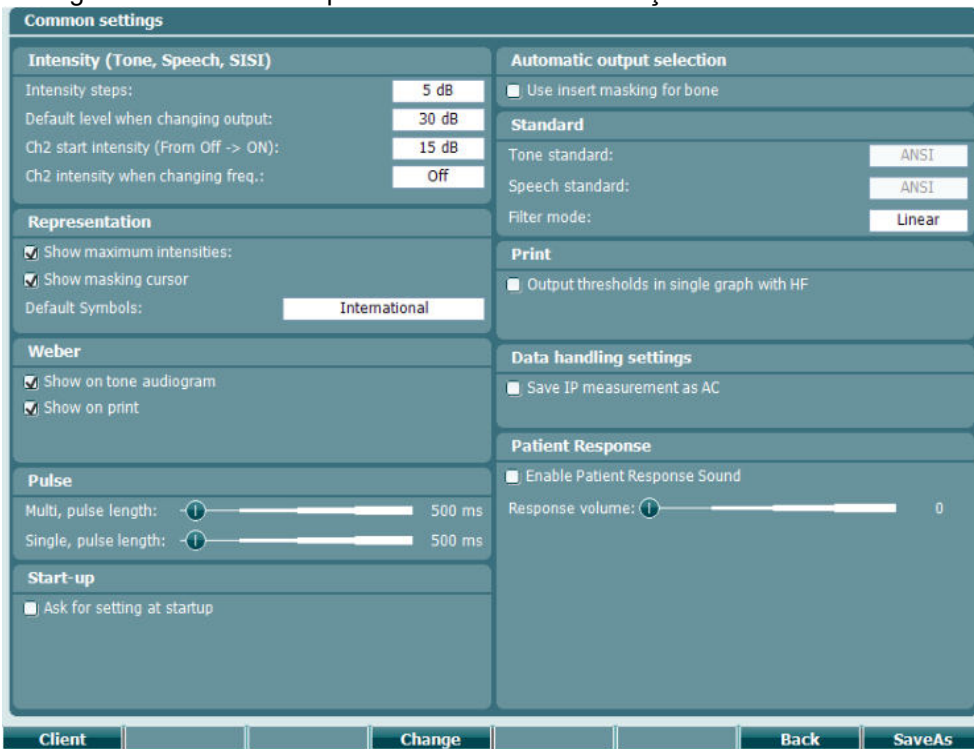 Common settings
Intensity (Tone, Speech, SISI)
Intensity steps: 5 dB
Default level when changing output: 30 dB
Ch2 start intensity (From Off -> ON): 15 dB
Ch2 intensity when changing freq.: Off
Representation
Show maximum intensities:
Show masking cursor
Default Symbols: International
Weber
Show on tone audiogram
Show on print
Pulse
Multi, pulse length: 500 ms
Single, pulse length: 500 ms
Start-up
Ask for setting at startup
Automatic output selection
Use insert masking for bone
Standard
Tone standard: ANSI
Speech standard: ANSI
Filter mode: Linear
Print
Output thresholds in single graph with HF
Data handling settings
Save IP measurement as AC
Patient Response
Enable Patient Response Sound
Response volume: 0
Client Change Back SaveAs